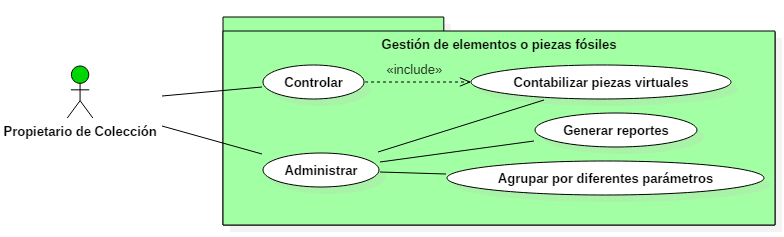 Gestión de elementos o piezas fósiles
«include»
Controlar
Contabilizar piezas virtuales
Propietario de Colección
Generar reportes
Administrar
Agrupar por diferentes parámetros